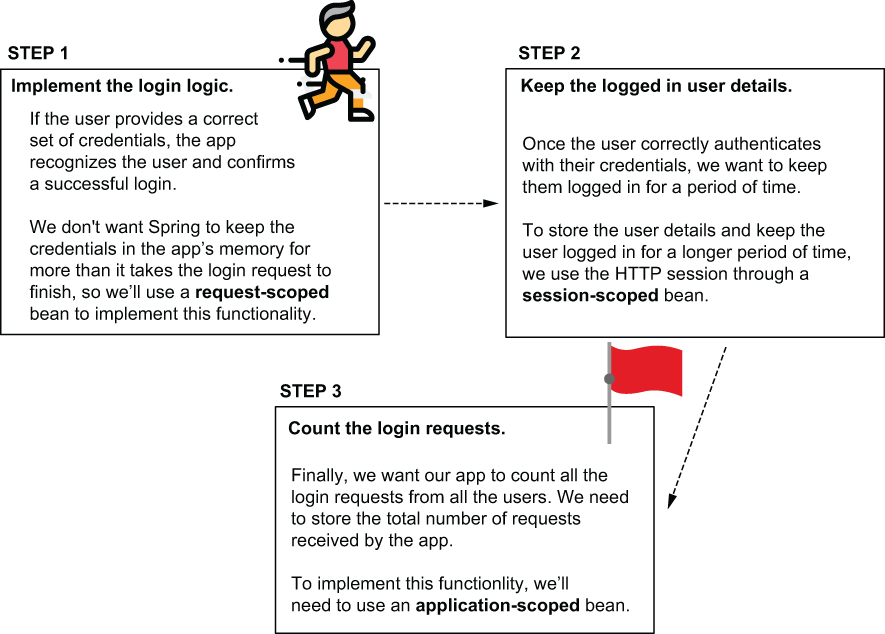 STEP 1
Implement the login logic.
If the user provides a correct
set of credentials, the app
recognizes the user and confirms
a successful login.
We don't want Spring to keep the
credentials in the app's memory for
more than it takes the login request to
finish, so we'll use a request-scoped
bean to implement this functionality.
STEP 2
Keep the logged in user details.
Once the user correctly authenticates
with their credentials, we want to keep
them logged in for a period of time.
To store the user details and keep the
user logged in for a longer period of time,
we use the HTTP session through a
session-scoped bean.
STEP 3
Count the login requests.
Finally, we want our app to count all the
login requests from all the users. We need
to store the total number of requests
received by the app.
To implement this functionlity, we'll
need to use an application-scoped bean.